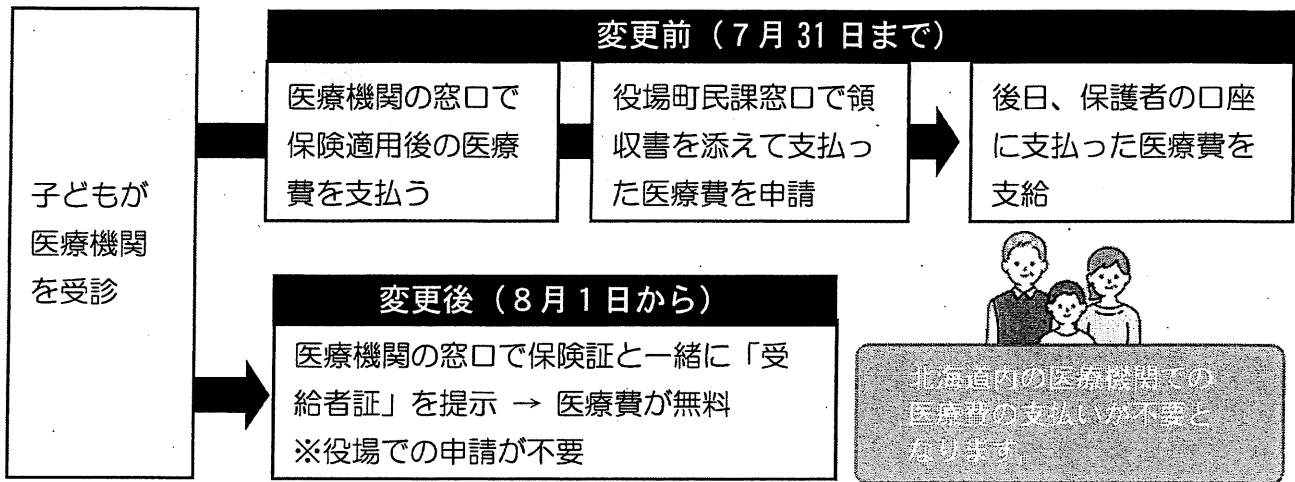 子どもが
医療機関
を受診
変更前（７月31日まで）
医療機関の窓口で
保険適用後の医療
費を支払う
役場町民課窓口で領
収書を添えて支払っ
た医療費を申請
後日、保護者の口座
に支払った医療費を
支給
変更後（８月１日から）
医療機関の窓口で保険証と一緒に「受
給者証」を提示 → 医療費が無料
※役場での申請が不要
北海道内の医療機関での
医療費の支払いが不要と
なります。